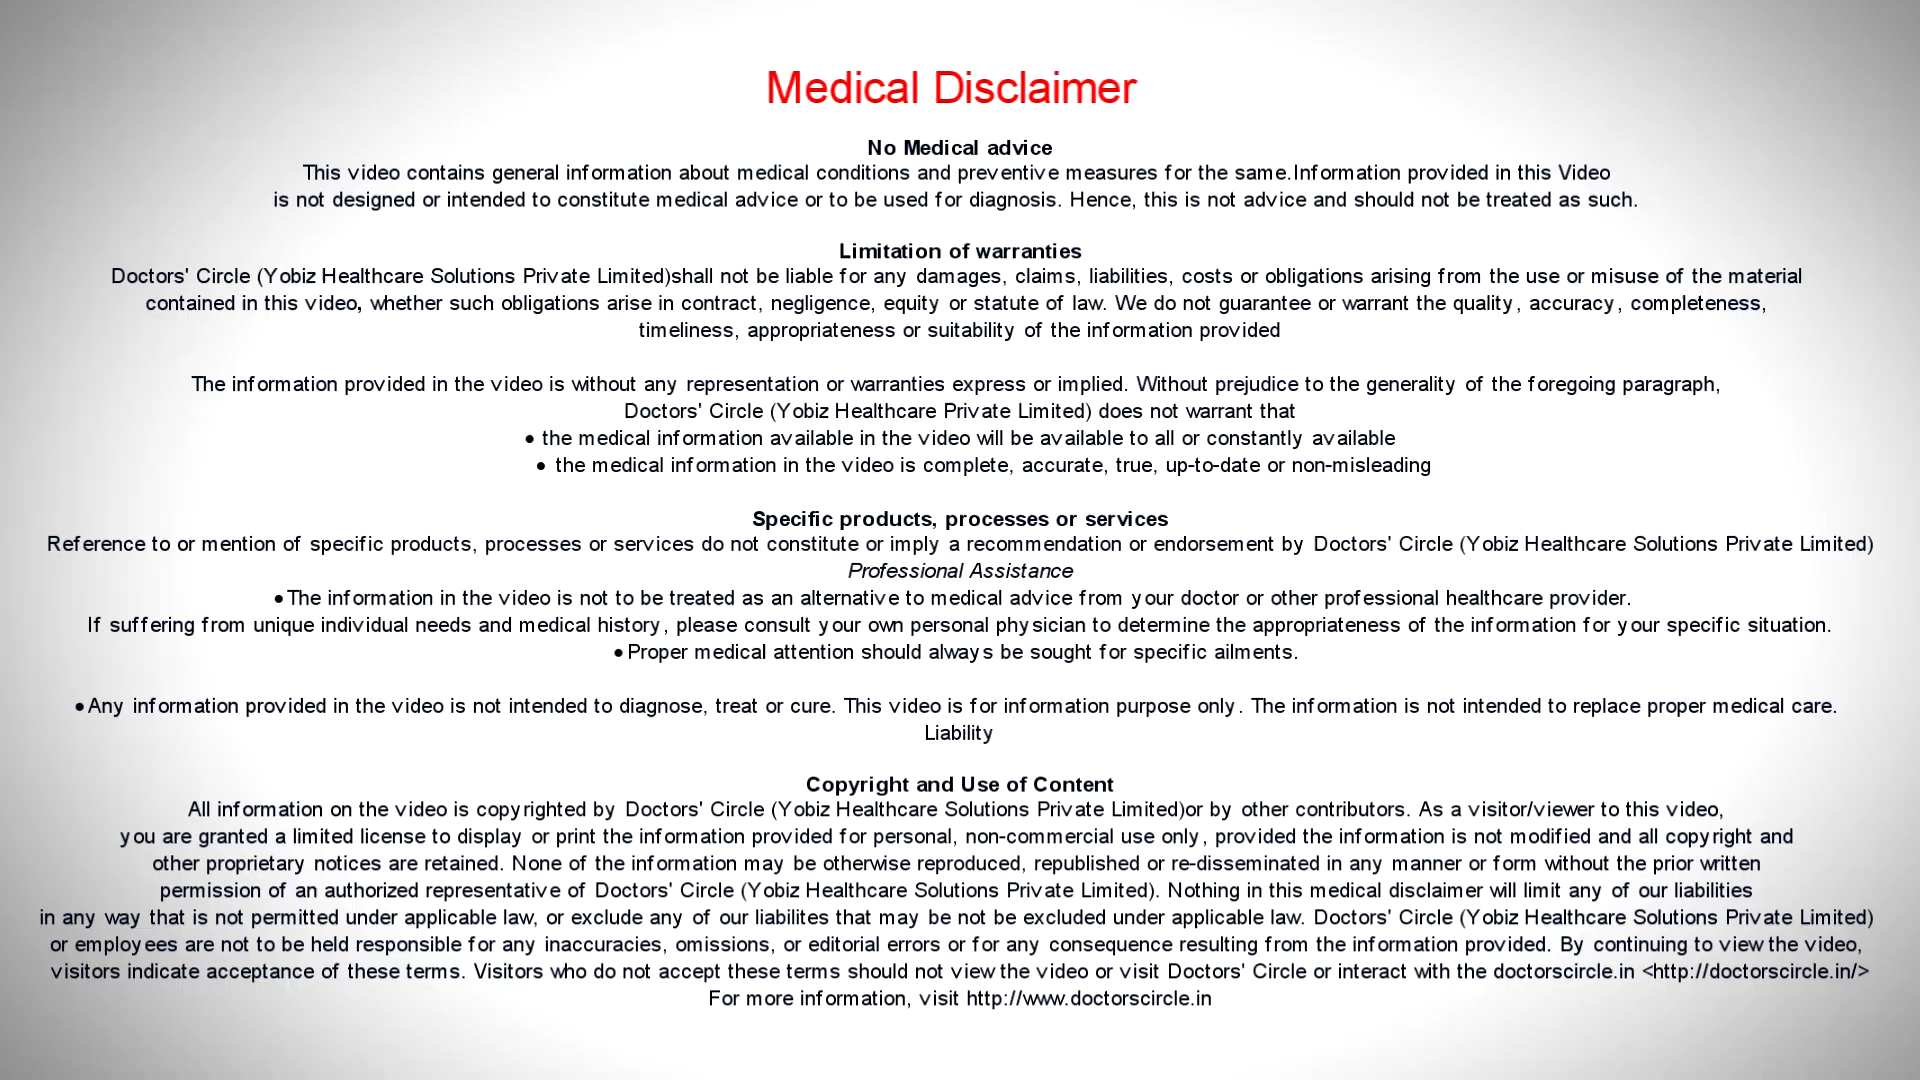 Medical Disclaimer
No Medical advice
This video contains general information about medical conditions and preventive measures for the same.Information provided in this Video
is not designed or intended to constitute medical advice or to be used for diagnosis. Hence, this is not advice and should not be treated as such.
Limitation of warranties
Doctors' Circle (Yobiz Healthcare Solutions Private Limited)shall not be liable for any damages, claims, liabilities, costs or obligations arising from the use or misuse of the material
contained in this video, whether such obligations arise in contract, negligence, equity or statute of law. We do not guarantee or warrant the quality, accuracy, completeness,
timeliness, appropriateness or suitability of the information provided
The information provided in the video is without any representation or warranties express or implied. Without prejudice to the generality of the foregoing paragraph,
Doctors' Circle (Yobiz Healthcare Private Limited) does not warrant that
• the medical information available in the video will be available to all or constantly available
• the medical information in the video is complete, accurate, true, up-to-date or non-misleading
Specific products, processes or services
Reference to or mention of specific products, processes or services do not constitute or imply a recommendation or endorsement by Doctors' Circle (Yobiz Healthcare Solutions Private Limited)
Professional Assistance
•The information in the video is not to be treated as an alternative to medical advice from your doctor or other professional healthcare provider.
If suffering from unique individual needs and medical history, please consult your own personal physician to determine the appropriateness of the information for your specific situation.
•Proper medical attention should always be sought for specific ailments.
•Any information provided in the video is not intended to diagnose, treat or cure. This video is for information purpose only. The information is not intended to replace proper medical care.
Liability
Copyright and Use of Content
All information on the video is copyrighted by Doctors' Circle (Yobiz Healthcare Solutions Private Limited)or by other contributors. As a visitor/viewer to this video,
you are granted a limited license to display or print the information provided for personal, non-commercial use only, provided the information is not modified and all copyright and
other proprietary notices are retained. None of the information may be otherwise reproduced, republished or re-disseminated in any manner or form without the prior written
permission of an authorized representative of Doctors' Circle (Yobiz Healthcare Solutions Private Limited). Nothing in this medical disclaimer will limit any of our liabilities
in any way that is not permitted under applicable law, or exclude any of our liabilites that may be not be excluded under applicable law. Doctors' Circle (Yobiz Healthcare Solutions Private Limited)
or employees are not to be held responsible for any inaccuracies, omissions, or editorial errors or for any consequence resulting from the information provided. By continuing to view the video,
visitors indicate acceptance of these terms. Visitors who do not accept these terms should not view the video or visit Doctors' Circle or interact with the doctorscircle.in <http://doctorscircle.in/>
For more information, visit http://www.doctorscircle.in